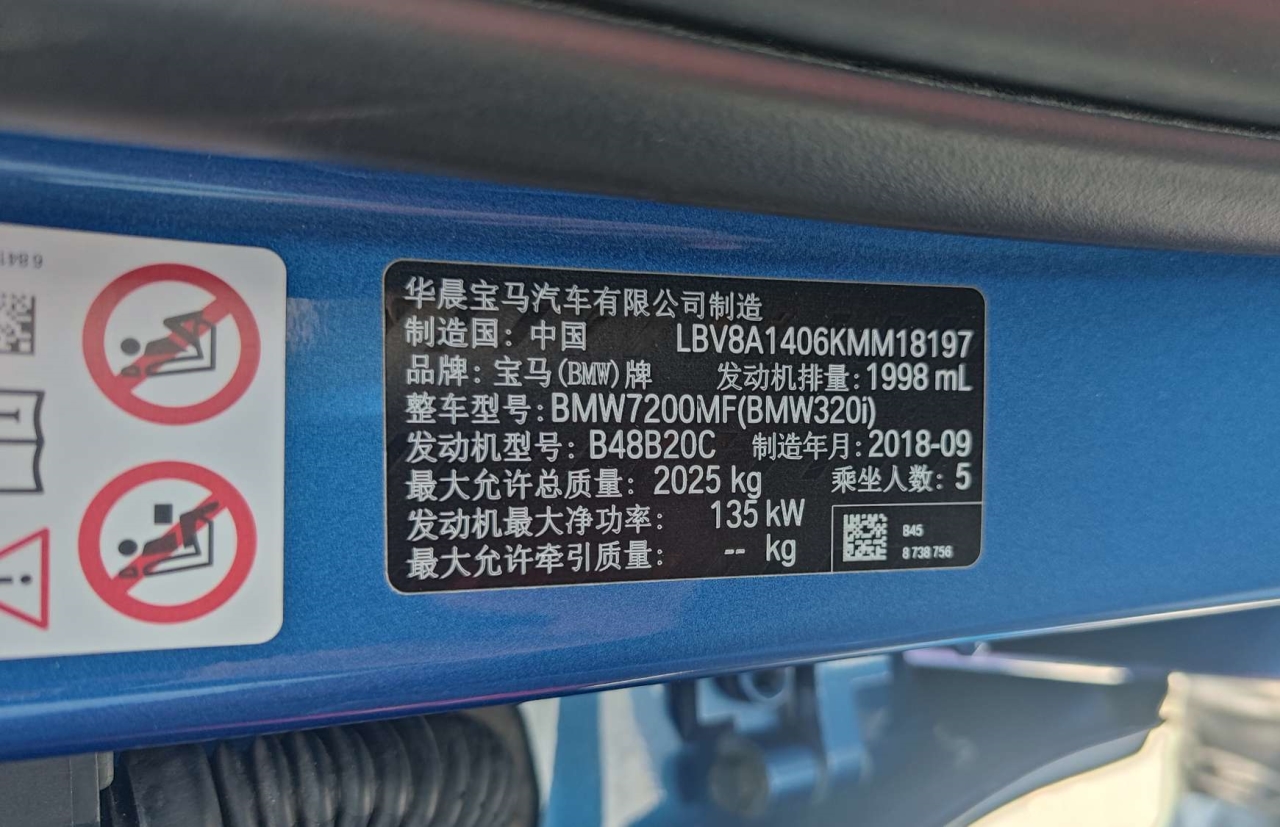 华晨宝马汽车有限公司制造
制造国：中国 LBV8A1406KMM18197
品牌：宝马(BMW)牌 发动机排量：1998 mL
整车型号：BMW7200MF(BMW320i)
发动机型号：B48B20C 制造年月：2018-09
最大允许总质量：2025 kg 乘坐人数：5
发动机最大净功率：135 kW
最大允许牵引质量：-- kg
B45
8 738 756